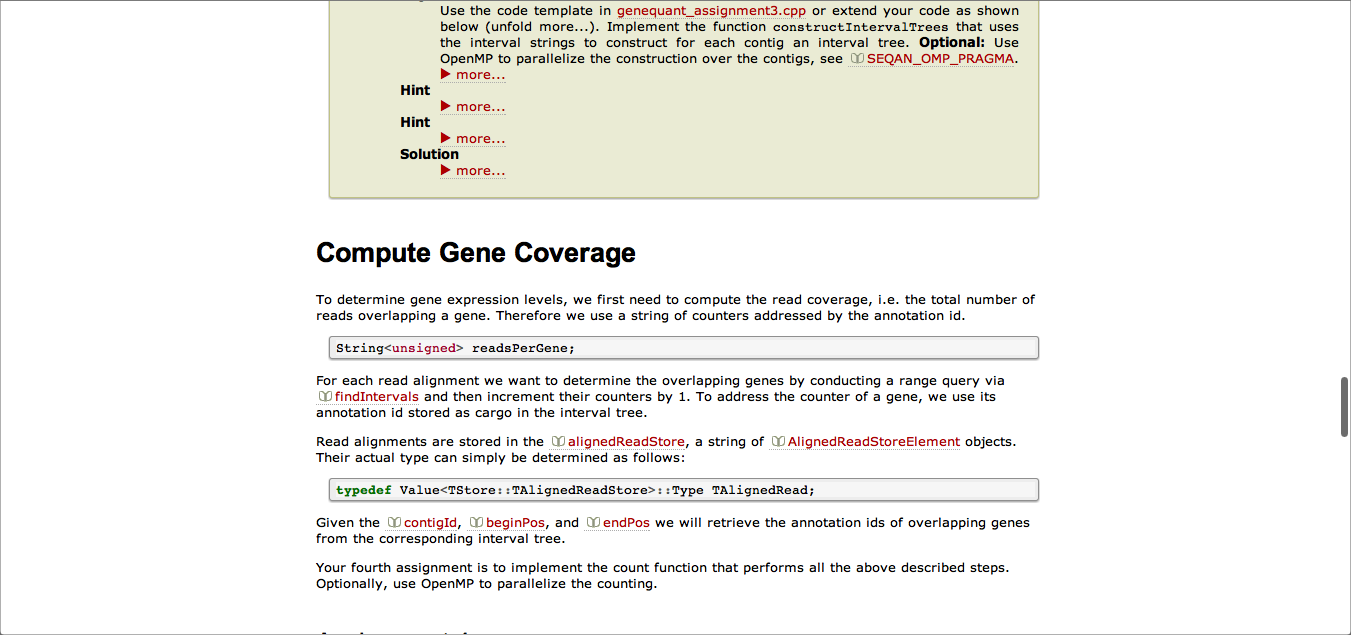 Use the code template in genequant_assignment3.cpp or extend your code as shown
below (unfold more...). Implement the function constructIntervalTrees that uses
the interval strings to construct for each contig an interval tree. Optional: Use
OpenMP to parallelize the construction over the contigs, see SEQAN_OMP_PRAGMA.
more...
Hint
more...
Hint
more...
Solution
more...
Compute Gene Coverage
To determine gene expression levels, we first need to compute the read coverage, i.e. the total number of
reads overlapping a gene. Therefore we use a string of counters addressed by the annotation id.
String<unsigned> readsPerGene;
For each read alignment we want to determine the overlapping genes by conducting a range query via
findIntervals and then increment their counters by 1. To address the counter of a gene, we use its
annotation id stored as cargo in the interval tree.
Read alignments are stored in the alignedReadStore, a string of AlignedReadStoreElement objects.
Their actual type can simply be determined as follows:
typedef Value<TStore::TAlignedReadStore>::Type TAlignedRead;
Given the contigId, beginPos, and endPos we will retrieve the annotation ids of overlapping genes
from the corresponding interval tree.
Your fourth assignment is to implement the count function that performs all the above described steps.
Optionally, use OpenMP to parallelize the counting.